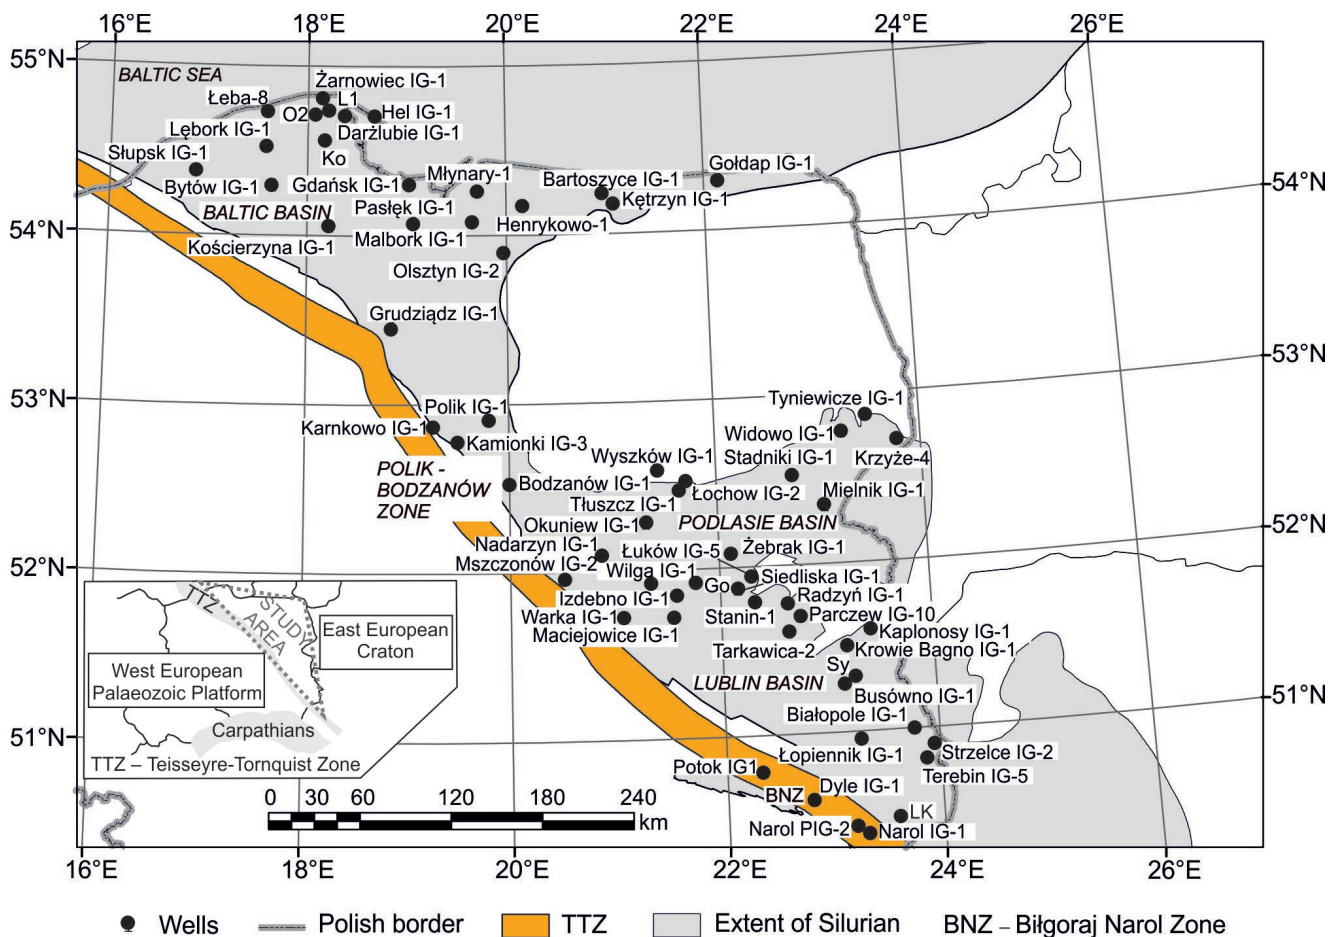 16°E
18°E
20°E
22°E
24°E
26°E
55°N
BALTIC SEA
Żarnowiec IG-1
Łeba-8
L1
O2
Hel IG-1
Lębork IG-1
Darżlubie IG-1
Słupsk IG-1
Ko
Gołdap IG-1
Młynary-1
54°N
Bytów IG-1
Gdańsk IG-1
Bartoszyce IG-1
Kętrzyn IG-1
BALTIC BASIN
Pasłęk IG-1
54°N
Henrykowo-1
Kościerzyna IG-1
Malbork IG-1
Olsztyn IG-2
Grudziądz IG-1
53°N
53°N
Tyniewicze IG-1
Polik IG-1
Karnkowo IG-1
Widowo IG-1
Kamionki IG-3
Wyszków IG-1
Stadniki IG-1
Krzyże-4
POLIK -
BODZANÓW
ZONE
Bodzanów IG-1
Łochow IG-2
Mielnik IG-1
Tłuszcz IG-1
Okuniew IG-1
PODLASIE BASIN
52°N
Nadarzyn IG-1
Łuków IG-5
Żebrak IG-1
52°N
Mszczonów IG-2
Wilga IG-1
Siedliska IG-1
Go
Izdebno IG-1
Radzyń IG-1
Warka IG-1
Stanin-1
Parczew IG-10
Maciejowice IG-1
Kaplonosy IG-1
Tarkawica-2
Krowie Bagno IG-1
Sy
LUBLIN BASIN
Busówno IG-1
51°N
Białopole IG-1
51°N
Łopiennik IG-1
Strzelce IG-2
Potok IG1
Terebin IG-5
Dyle IG-1
BNZ
LK
Narol PIG-2
Narol IG-1
TTZ
STUDY
AREA
East European
Craton
West European
Palaeozoic Platform
Carpathians
TTZ – Teisseyre-Tornquist Zone
0 30 60 120 180 240
km
16°E
18°E
20°E
22°E
24°E
26°E
Wells
Polish border
TTZ
Extent of Silurian
BNZ – Biłgoraj Narol Zone